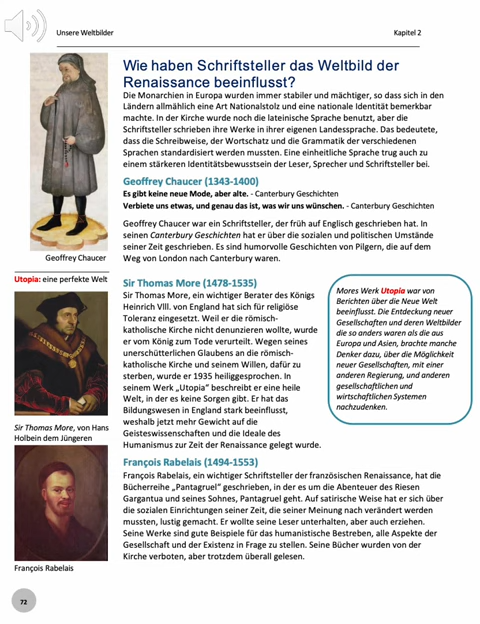 Unsere Weltbilder
Kapitel 2
Wie haben Schriftsteller das Weltbild der
Renaissance beeinflusst?
Die Monarchien in Europa wurden immer stabiler und mächtiger, so dass sich in den
Ländern allmählich eine Art Nationalstolz und eine nationale Identität bemerkbar
machte. In der Kirche wurde noch die lateinische Sprache benutzt, aber die
Schriftsteller schrieben ihre Werke in ihrer eigenen Landessprache. Das bedeutete,
dass die Schreibweise, der Wortschatz und die Grammatik der verschiedenen
Sprachen standardisiert werden mussten. Eine einheitliche Sprache trug auch zu
einem stärkeren Identitätsbewusstsein der Leser, Sprecher und Schriftsteller bei.
Geoffrey Chaucer (1343-1400)
Es gibt keine neue Mode, aber alte. - Canterbury Geschichten
Verbiete uns etwas, und genau das ist, was wir uns wünschen. - Canterbury Geschichten
Geoffrey Chaucer war ein Schriftsteller, der früh auf Englisch geschrieben hat. In
seinen Canterbury Geschichten hat er über die sozialen und politischen Umstände
seiner Zeit geschrieben. Es sind humorvolle Geschichten von Pilgern, die auf dem
Weg von London nach Canterbury waren.
Geoffrey Chaucer
Utopia: eine perfekte Welt
Sir Thomas More (1478-1535)
Sir Thomas More, ein wichtiger Berater des Königs
Heinrich VIII. von England hat sich für religiöse
Toleranz eingesetzt. Weil er die römisch-
katholische Kirche nicht denunzieren wollte, wurde
er vom König zum Tode verurteilt. Wegen seines
unerschütterlichen Glaubens an die römisch-
katholische Kirche und seinem Willen, dafür zu
sterben, wurde er 1935 heiliggesprochen. In
seinem Werk „Utopia“ beschreibt er eine heile
Welt, in der es keine Sorgen gibt. Er hat das
Bildungswesen in England stark beeinflusst,
weshalb jetzt mehr Gewicht auf die
Geisteswissenschaften und die Ideale des
Humanismus zur Zeit der Renaissance gelegt wurde.
Mores Werk Utopia war von
Berichten über die Neue Welt
beeinflusst. Die Entdeckung neuer
Gesellschaften und deren Weltbilder
die so anders waren als die aus
Europa und Asien, brachte manche
Denker dazu, über die Möglichkeit
neuer Gesellschaften, mit einer
anderen Regierung, und anderen
gesellschaftlichen und
wirtschaftlichen Systemen
nachzudenken.
Sir Thomas More, von Hans
Holbein dem Jüngeren
François Rabelais (1494-1553)
François Rabelais, ein wichtiger Schriftsteller der französischen Renaissance, hat die
Bücherreihe „Pantagruel“ geschrieben, in der es um die Abenteuer des Riesen
Gargantua und seines Sohnes, Pantagruel geht. Auf satirische Weise hat er sich über
die sozialen Einrichtungen seiner Zeit, die seiner Meinung nach verändert werden
mussten, lustig gemacht. Er wollte seine Leser unterhalten, aber auch erziehen.
Seine Werke sind gute Beispiele für das humanistische Bestreben, alle Aspekte der
Gesellschaft und der Existenz in Frage zu stellen. Seine Bücher wurden von der
Kirche verboten, aber trotzdem überall gelesen.
François Rabelais
72